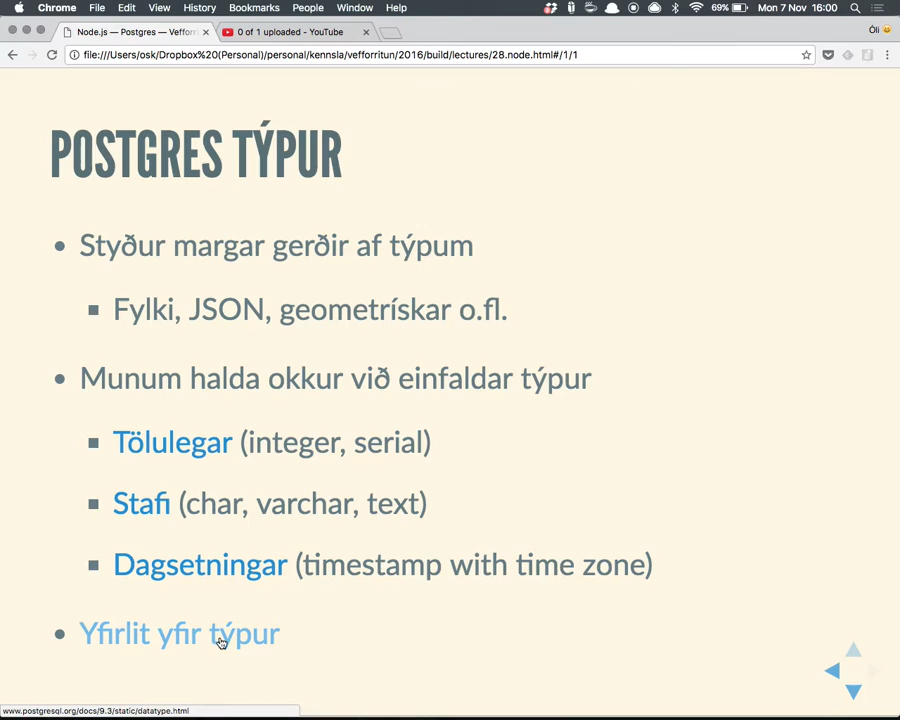 Chrome File Edit View History Bookmarks People Window Help 69% Mon 7 Nov 16:00
Node.js — Postgres — Vefforri 0 of 1 uploaded - YouTube Óli
file:///Users/osk/Dropbox%20(Personal)/personal/kennsla/vefforritun/2016/build/lectures/28.node.html#/1/1
POSTGRES TÝPUR
Styður margar gerðir af týpum
Fylki, JSON, geometrískar o.fl.
Munum halda okkur við einfaldar týpur
Tölulegar (integer, serial)
Stafi (char, varchar, text)
Dagsetningar (timestamp with time zone)
Yfirlit yfir týpur
www.postgresql.org/docs/9.3/static/datatype.html